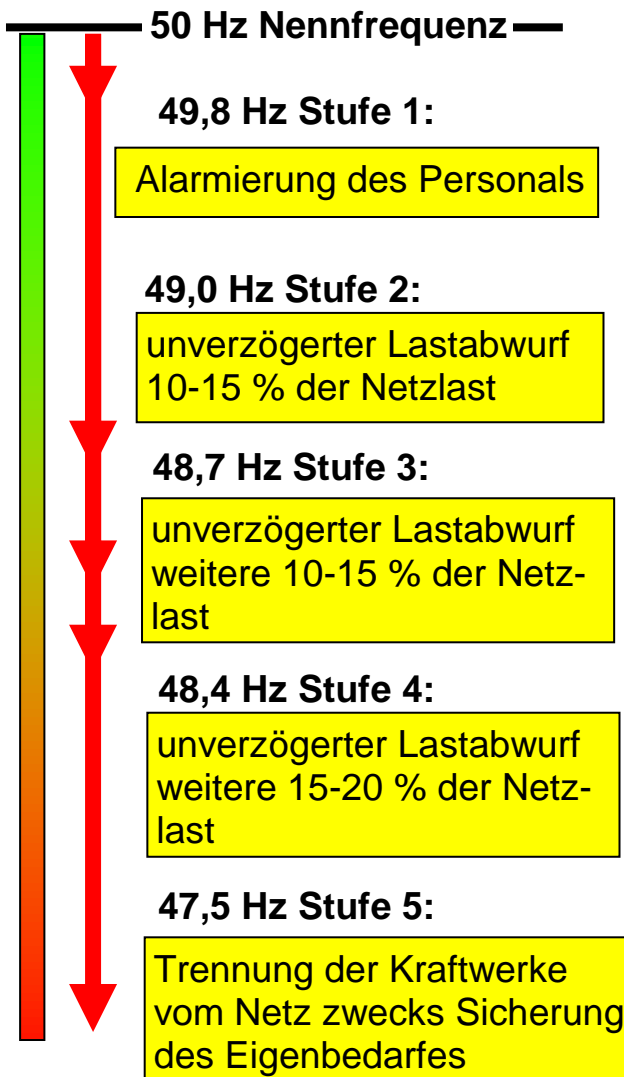 50 Hz Nennfrequenz
49,8 Hz Stufe 1:
Alarmierung des Personals
49,0 Hz Stufe 2:
unverzögerter Lastabwurf
10-15 % der Netzlast
48,7 Hz Stufe 3:
unverzögerter Lastabwurf
weitere 10-15 % der Netz-
last
48,4 Hz Stufe 4:
unverzögerter Lastabwurf
weitere 15-20 % der Netz-
last
47,5 Hz Stufe 5:
Trennung der Kraftwerke
vom Netz zwecks Sicherung
des Eigenbedarfes